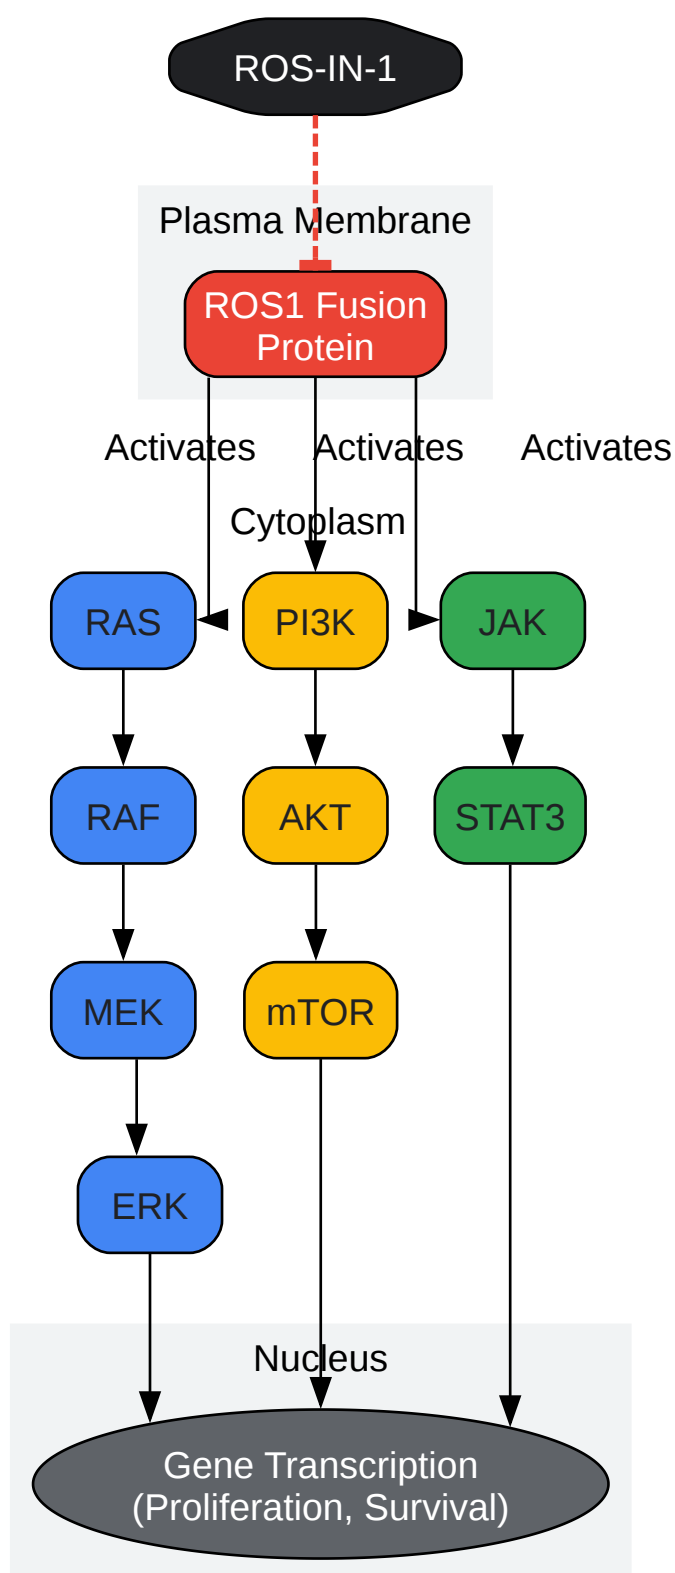 ROS-IN-1
Plasma Membrane
ROS1 Fusion
Protein
Activates
Activates
Activates
Cytoplasm
RAS
PI3K
JAK
RAF
AKT
STAT3
MEK
mTOR
ERK
Nucleus
Gene Transcription
(Proliferation, Survival)